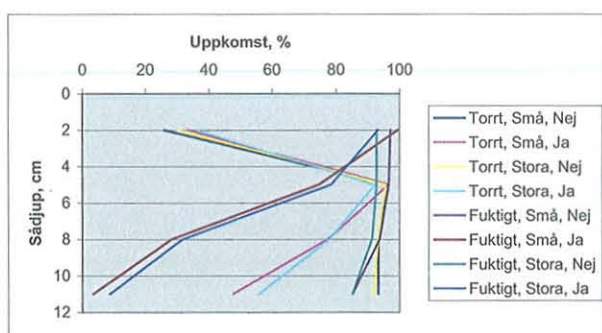 Uppkomst, %
0 20 40 60 80 100
0
2
4
6
8
10
12
Sådjup, cm
Torrt, Små, Nej
Torrt, Små, Ja
Torrt, Stora, Nej
Torrt, Stora, Ja
Fuktigt, Små, Nej
Fuktigt, Små, Ja
Fuktigt, Stora, Nej
Fuktigt, Stora, Ja